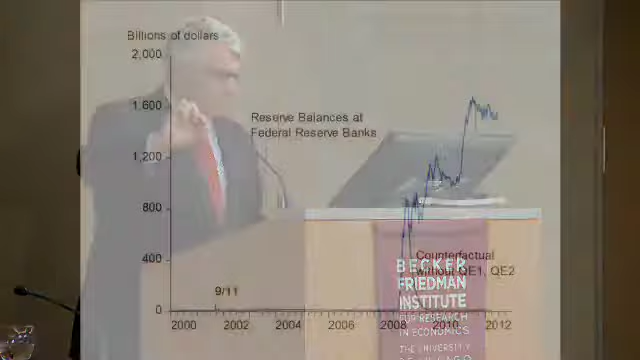 Billions of dollars
2,000
1,600
1,200
800
400
0
Reserve Balances at
Federal Reserve Banks
Counterfactual
without QE1, QE2
9/11
2000 2002 2004 2006 2008 2010 2012
BECKER
FRIEDMAN
INSTITUTE
FOR RESEARCH
IN ECONOMICS
THE UNIVERSITY